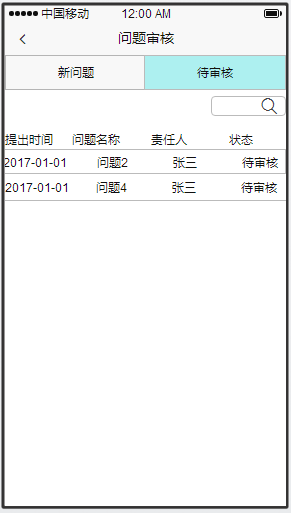 中国移动 12:00 AM
问题审核
新问题 待审核
提出时间 问题名称 责任人 状态
2017-01-01 问题2 张三 待审核
2017-01-01 问题4 张三 待审核